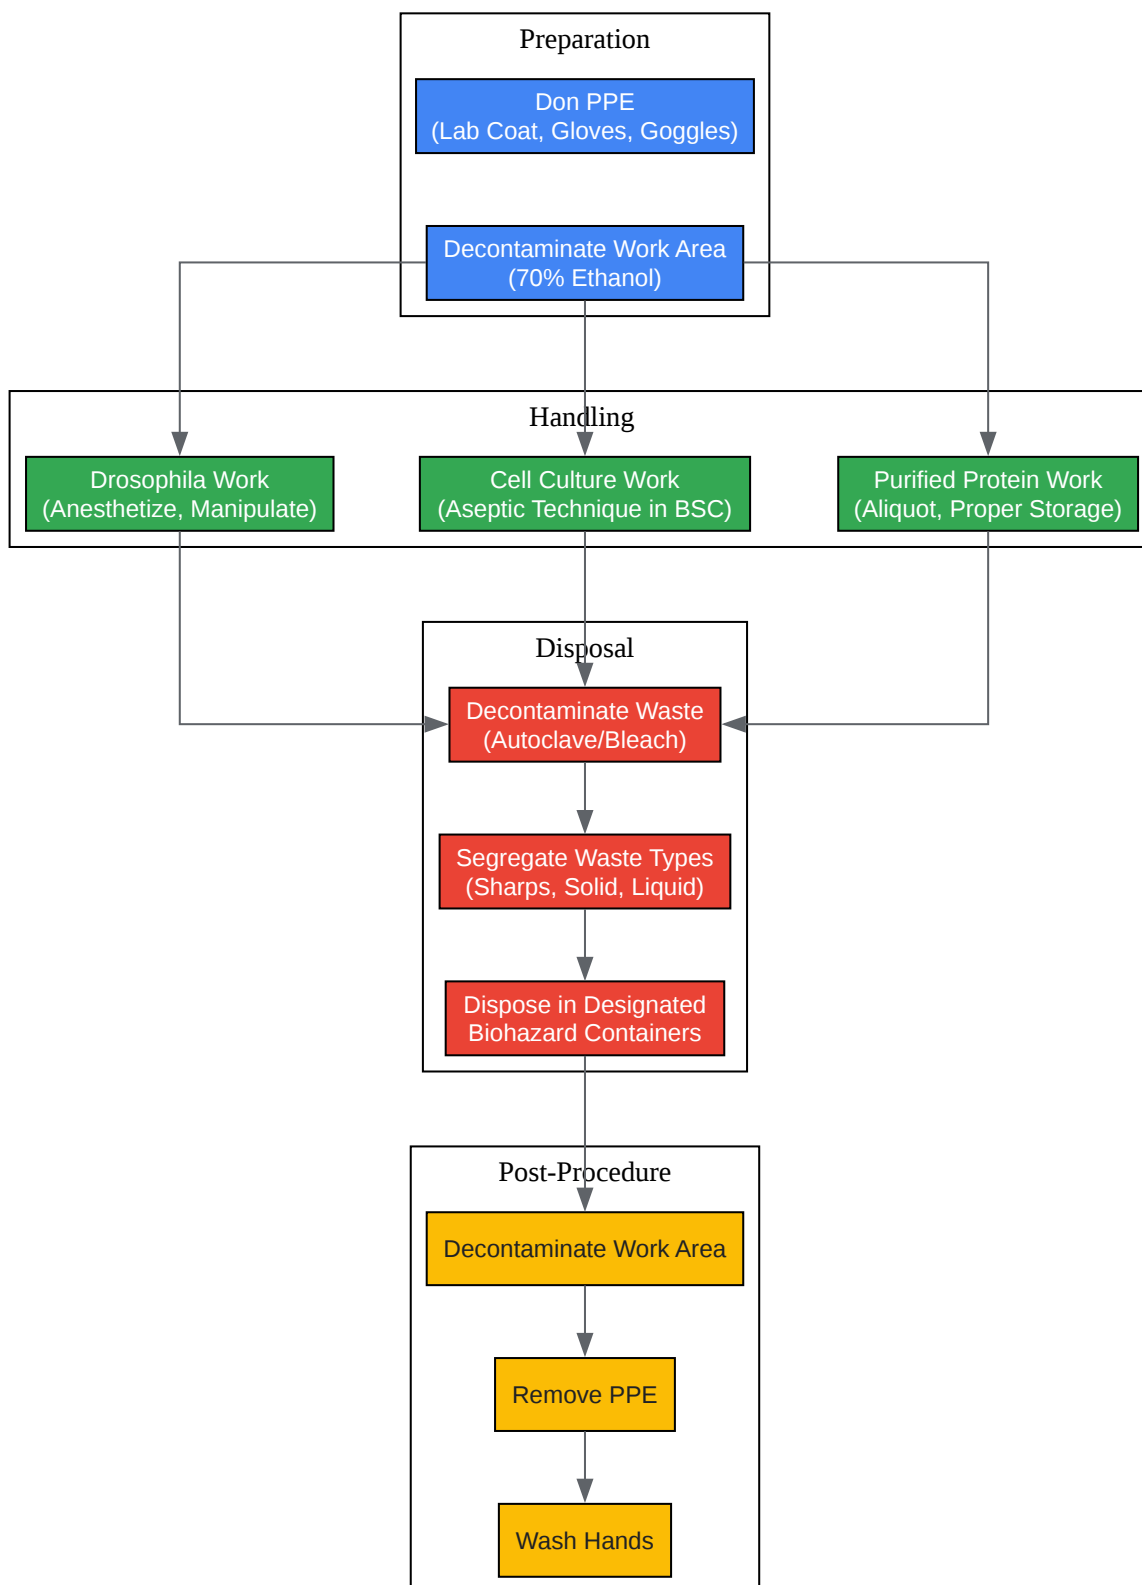 Preparation
Don PPE
(Lab Coat, Gloves, Goggles)
Decontaminate Work Area
(70% Ethanol)
Handling
Drosophila Work
(Anesthetize, Manipulate)
Cell Culture Work
(Aseptic Technique in BSC)
Purified Protein Work
(Aliquot, Proper Storage)
Disposal
Decontaminate Waste
(Autoclave/Bleach)
Segregate Waste Types
(Sharps, Solid, Liquid)
Dispose in Designated
Biohazard Containers
Post-Procedure
Decontaminate Work Area
Remove PPE
Wash Hands